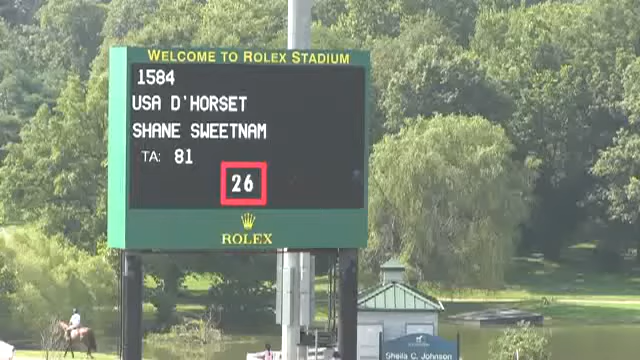 WELCOME TO ROLEX STADIUM
1584
USA D'HORSET
SHANE SWEETNAM
TA: 81
26
ROLEX
Sheila C. Johnson